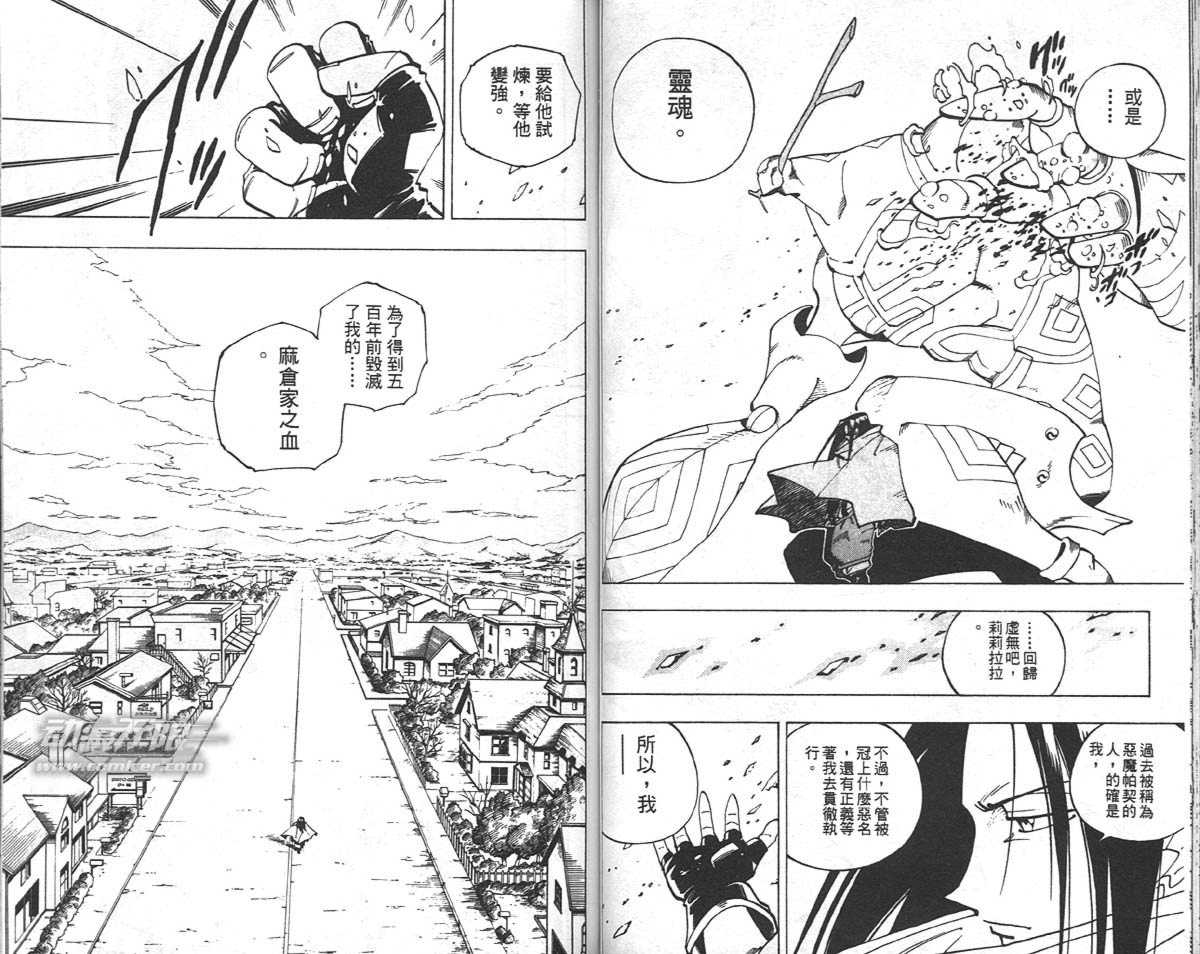 或是
……
靈魂。
……回歸
虛無吧，
莉莉拉拉
。
過去被稱為
惡魔帕契的
人，的確是
我，
不過，不管被
冠上什麼惡名
，還有正義等
著我去貫徹執
行。
所以，我
——
要給他試
煉，等他
變強。
為了得到五
百年前毀滅
了我的……
麻倉家之血
。
动漫在限
www.comicer.com